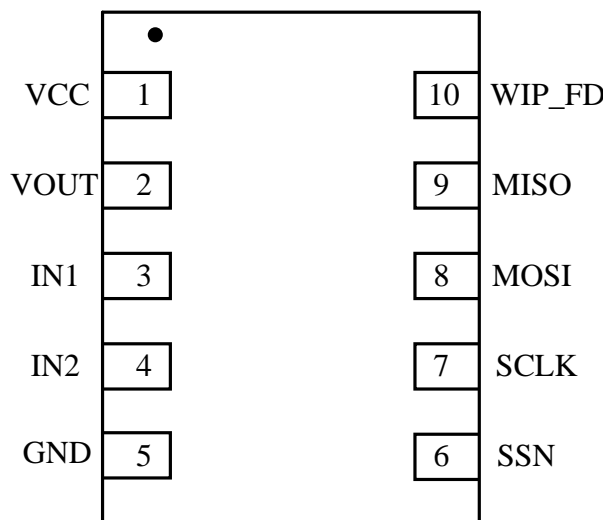 VCC 1 10 WIP_FD
VOUT 2 9 MISO
IN1 3 8 MOSI
IN2 4 7 SCLK
GND 5 6 SSN